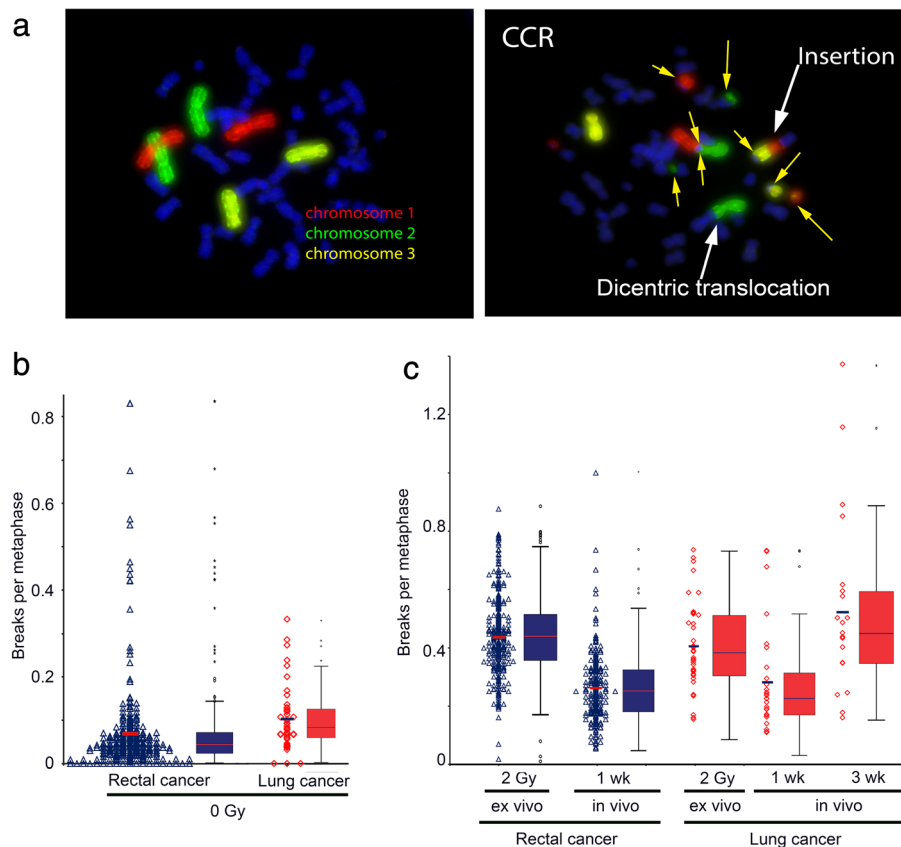 a
CCR
Insertion
chromosome 1
chromosome 2
chromosome 3
Dicentric translocation
b
Breaks per metaphase
0.8
0.6
0.4
0.2
0
Rectal cancer
Lung cancer
0 Gy
c
Breaks per metaphase
1.2
0.8
0.4
0
2 Gy
1 wk
2 Gy
1 wk
3 wk
ex vivo
in vivo
ex vivo
in vivo
Rectal cancer
Lung cancer